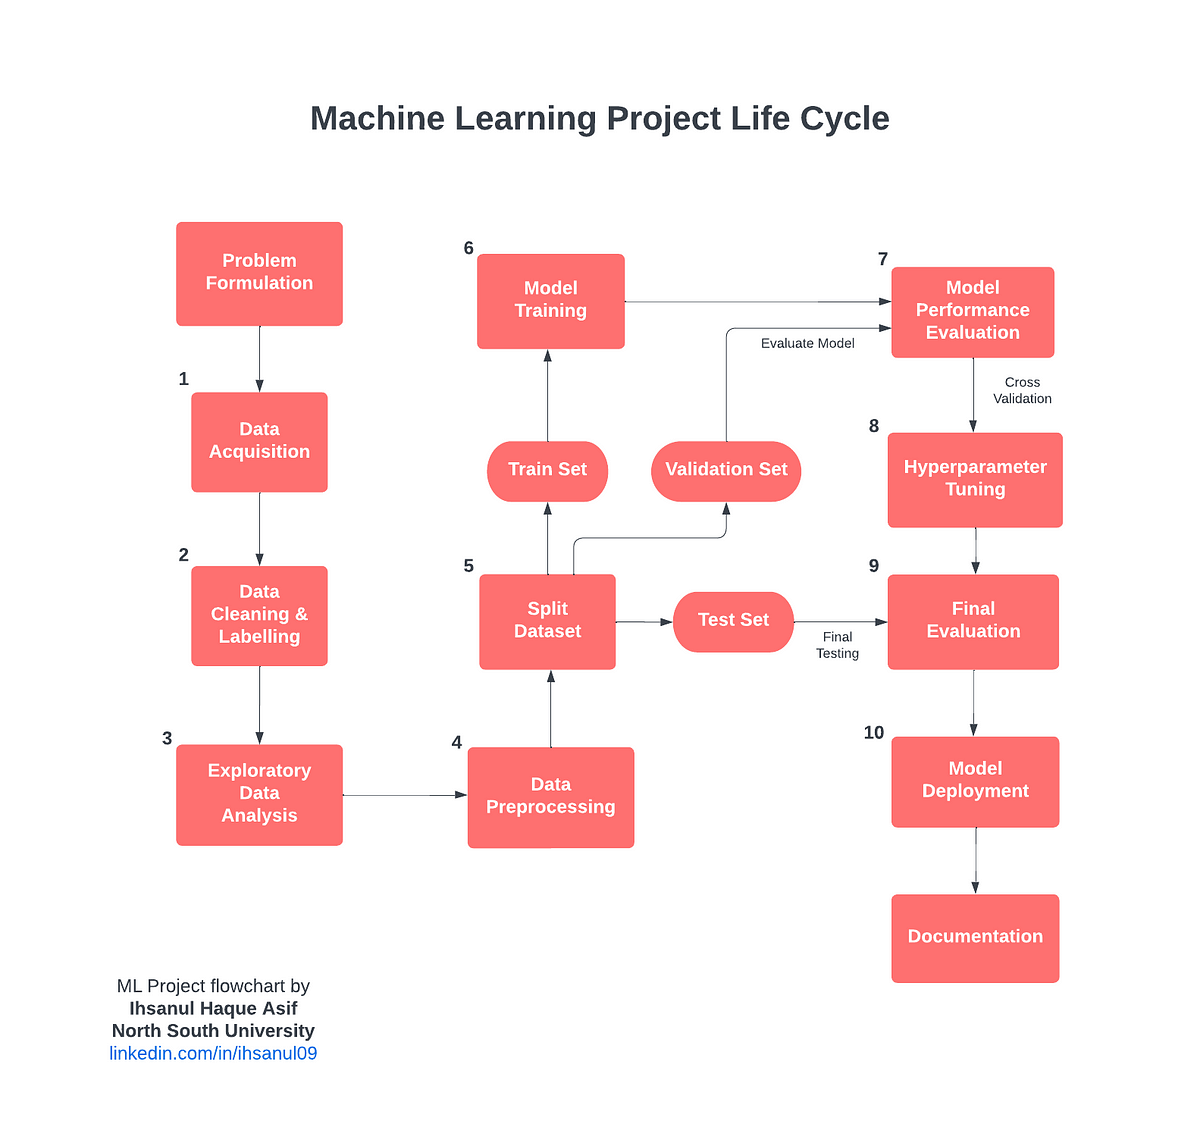 Machine Learning Project Life Cycle
Problem
Formulation
1
Data
Acquisition
2
Data
Cleaning &
Labelling
3
Exploratory
Data
Analysis
4
Data
Preprocessing
5
Split
Dataset
Train Set
Validation Set
Test Set
6
Model
Training
Evaluate Model
7
Model
Performance
Evaluation
Cross
Validation
8
Hyperparameter
Tuning
Final
Testing
9
Final
Evaluation
10
Model
Deployment
Documentation
ML Project flowchart by
Ihsanul Haque Asif
North South University
linkedin.com/in/ihsanul09